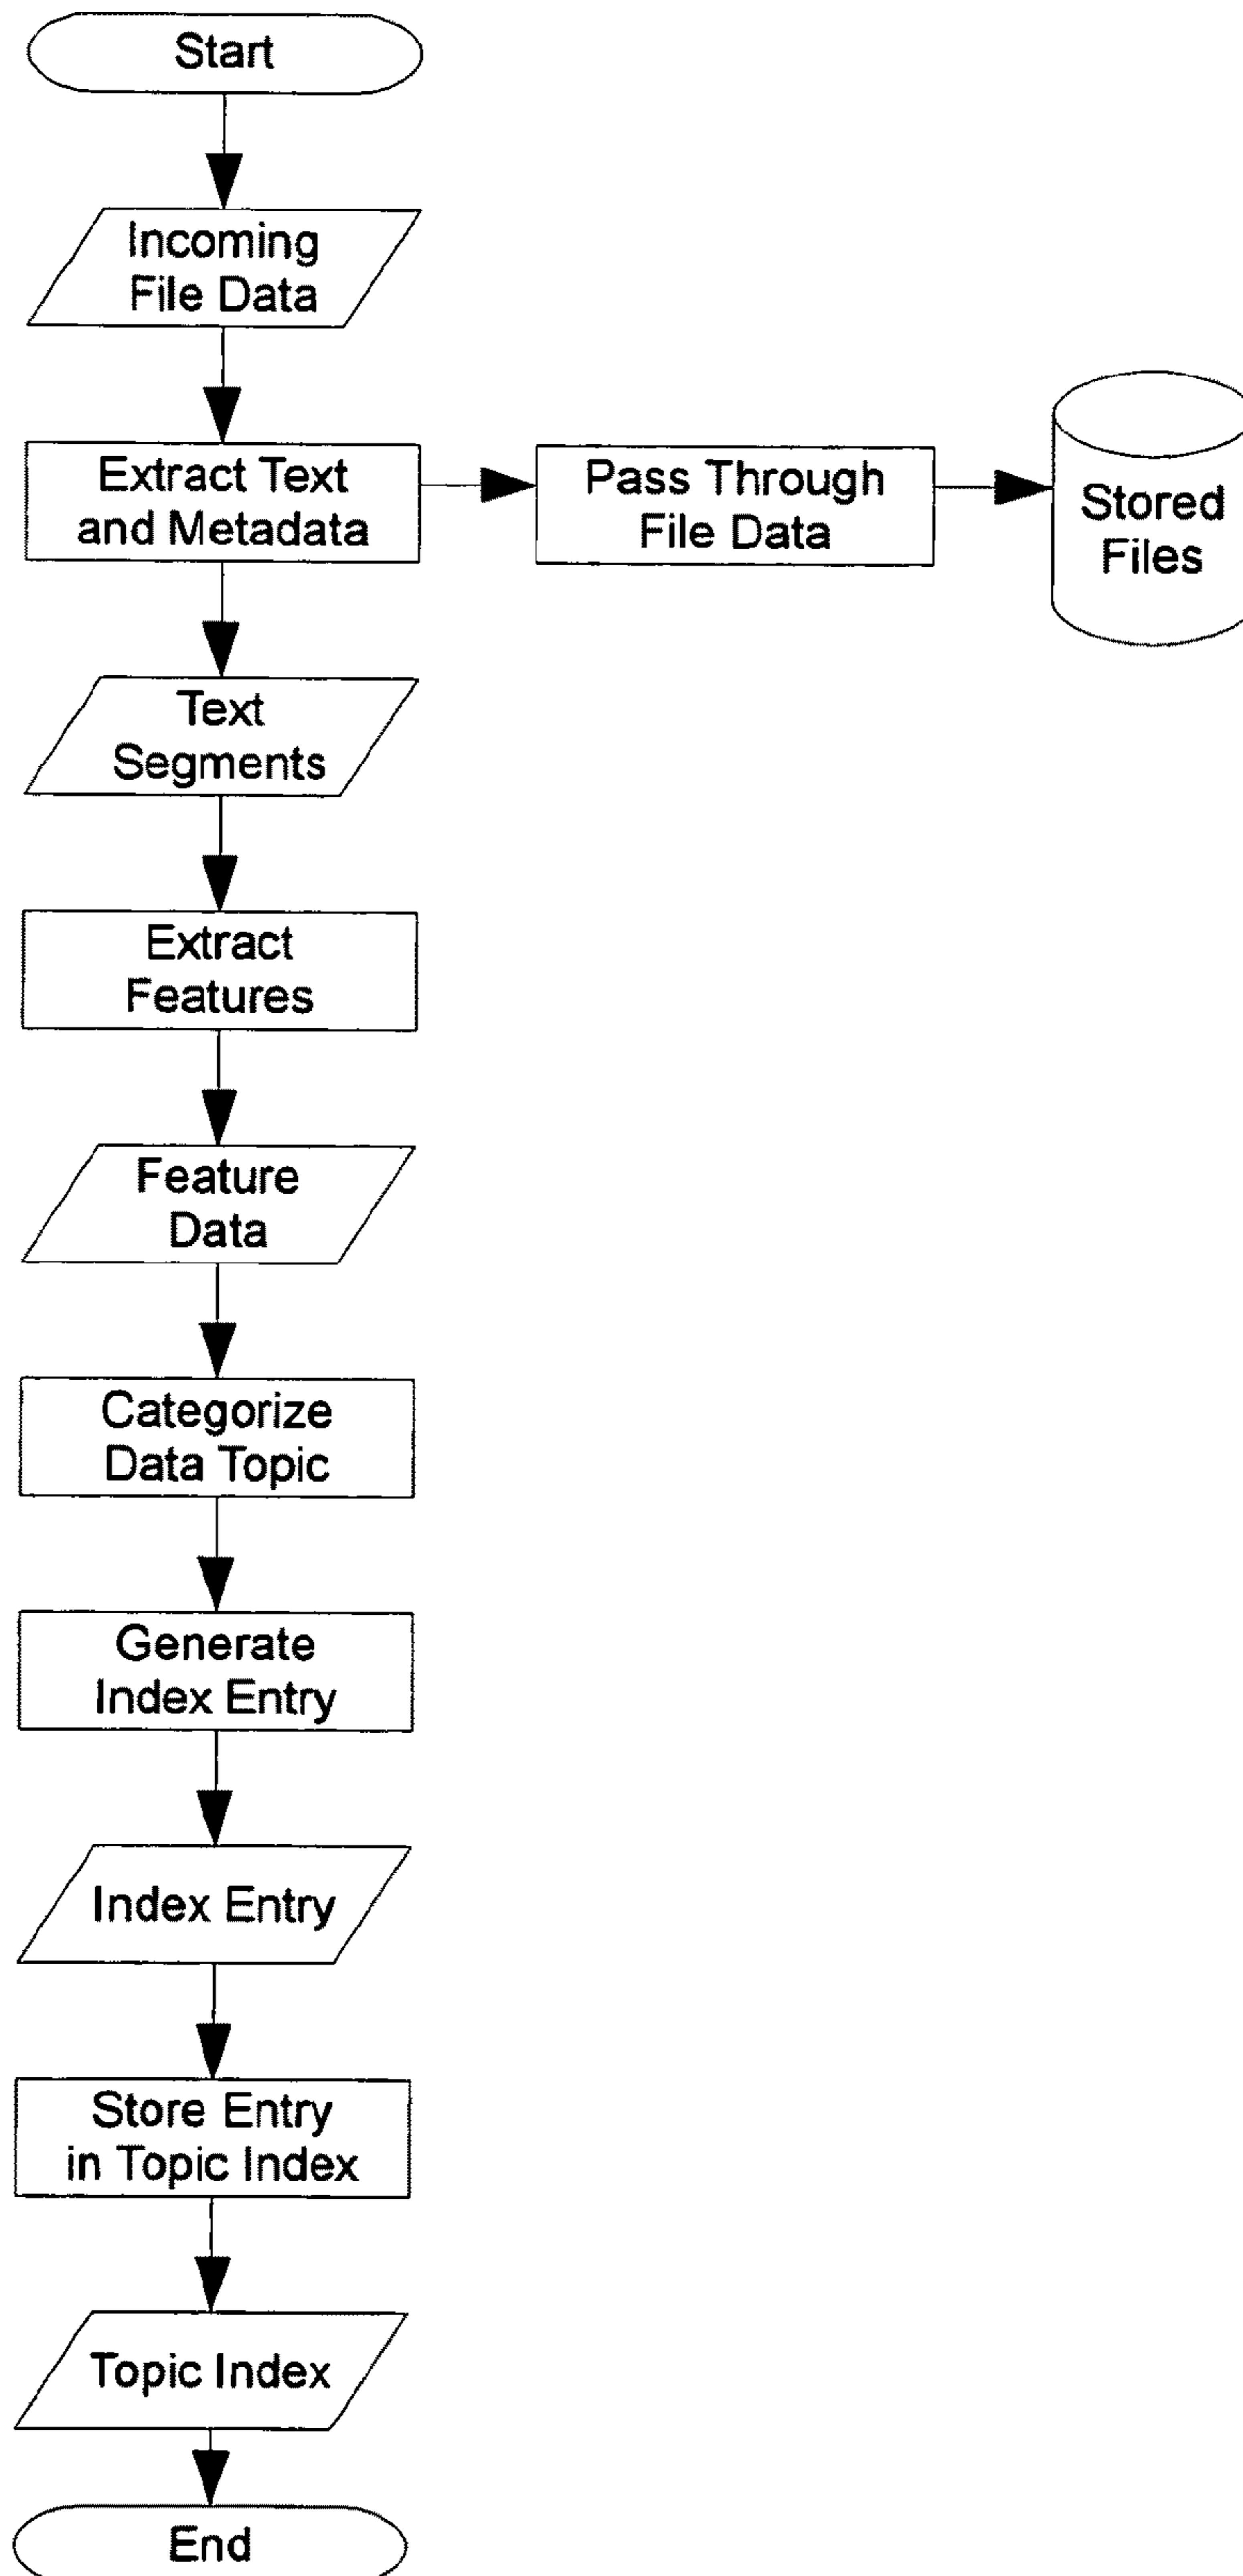 Start
Incoming
File Data
Extract Text
and Metadata
Pass Through
File Data
Stored
Files
Text
Segments
Extract
Features
Feature
Data
Categorize
Data Topic
Generate
Index Entry
Index Entry
Store Entry
in Topic Index
Topic Index
End